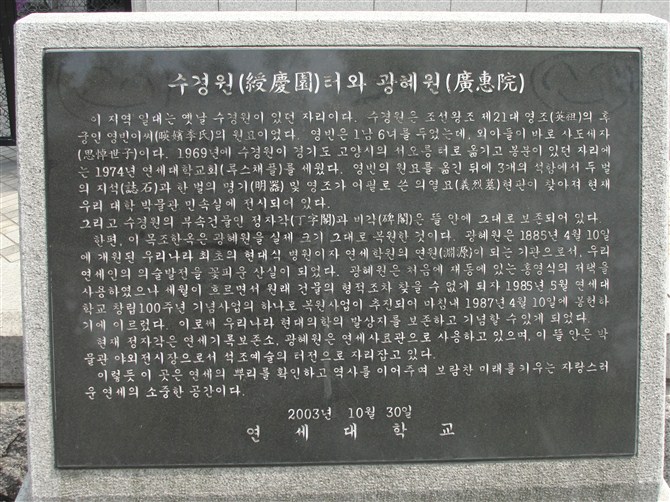 수경원(綏慶園)터와 광혜원(廣惠院)
이 지역 일대는 옛날 수경원이 있던 자리이다. 수경원은 조선왕조 제21대 영조(英祖)의 후
궁인 영빈이씨(暎嬪李氏)의 원묘이었다. 영빈은 1남 6녀를 두었는데, 외아들이 바로 사도세자
(思悼世子)이다. 1969년에 수경원이 경기도 고양시의 서오릉 터로 옮기고 봉분이 있던 자리에
는 1974년 연세대학교회(루스채플)를 세웠다. 영빈의 원묘를 옮긴 뒤에 3개의 석함에서 두 벌
의 지석(誌石)과 한 벌의 명기(明器) 및 영조가 어필로 쓴 의열묘(義烈墓)현판이 찾아져 현재
우리 대학 박물관 민속실에 전시되어 있다.
그리고 수경원의 부속건물인 정자각(丁字閣)과 비각(碑閣)은 뜰 안에 그대로 보존되어 있다.
한편, 이 목조한옥은 광혜원을 실제 크기 그대로 복원한 것이다. 광혜원은 1885년 4월 10일
에 개원된 우리나라 최초의 현대식 병원이자 연세학원의 연원(淵源)이 되는 기관으로서, 우리
연세인의 의술발전을 꽃피운 산실이 되었다. 광혜원은 처음에 재동에 있는 홍영식의 저택을
사용하였으나 세월이 흐르면서 원래 건물의 형적조차 찾을 수 없게 되자 1985년 5월 연세대
학교 창립100주년 기념사업의 하나로 복원사업이 추진되어 마침내 1987년 4월 10일에 봉헌하
기에 이르렀다. 이로써 우리나라 현대의학의 발상지를 보존하고 기념할 수 있게 되었다.
현재 정자각은 연세기록보존소, 광혜원은 연세사료관으로 사용하고 있으며, 이 뜰 안은 박
물관 야외전시장으로서 석조예술의 터전으로 자리잡고 있다.
이렇듯 이 곳은 연세의 뿌리를 확인하고 역사를 이어주며 보람찬 미래를키우는 자랑스러
운 연세의 소중한 공간이다.
2003년 10월 30일
연 세 대 학 교